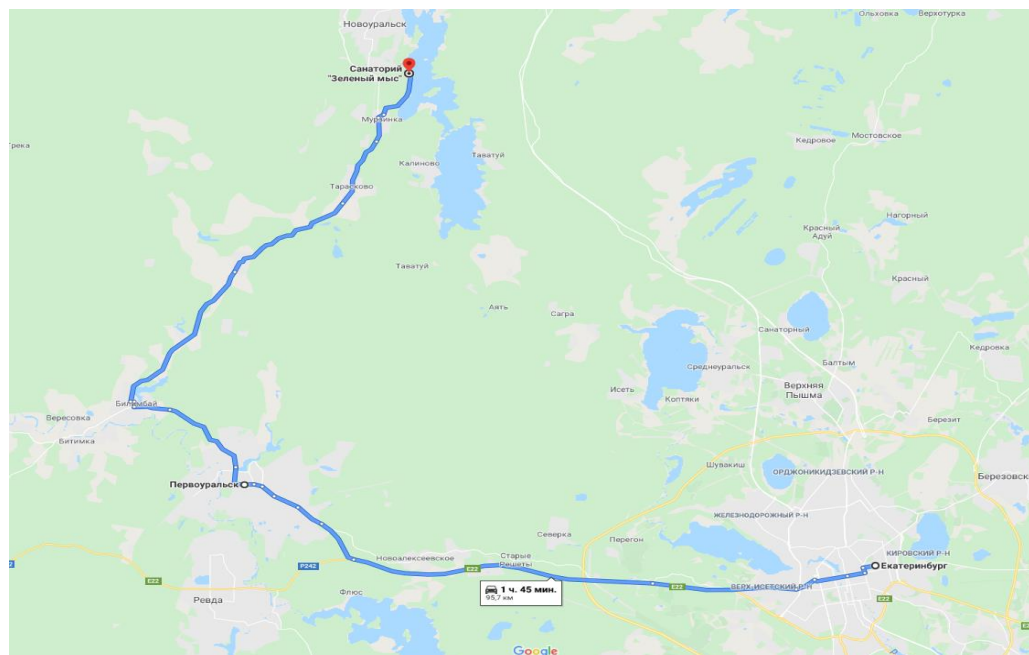 Ольховка
Верхотурка
Новоуральск
Санаторий
"Зеленый мыс"
Мурзинка
Мостовское
Кедровое
Калиново
Таватуй
Тарасково
Нагорный
Красный
Адуй
Таватуй
Красный
Аять
Сагра
Санаторный
Кедровка
Балтым
Среднеуральск
Верхняя
Пышма
Исеть
Коптяки
Билимбай
Вересовка
Битимка
Березит
Шувакиш
ОРДЖОНИКИДЗЕВСКИЙ Р-Н
Березовс
Первоуральск
ЖЕЛЕЗНОДОРОЖНЫЙ Р-Н
Северка
Перегон
КИРОВСКИЙ Р-Н
Новоалексеевское
Старые
Решеты
Екатеринбург
P242
E22
E22
E22
E22
ВЕРХ-ИСЕТСКИЙ Р-Н
1 ч. 45 мин.
95,7 км
Флюс
Ревда
E22
Google